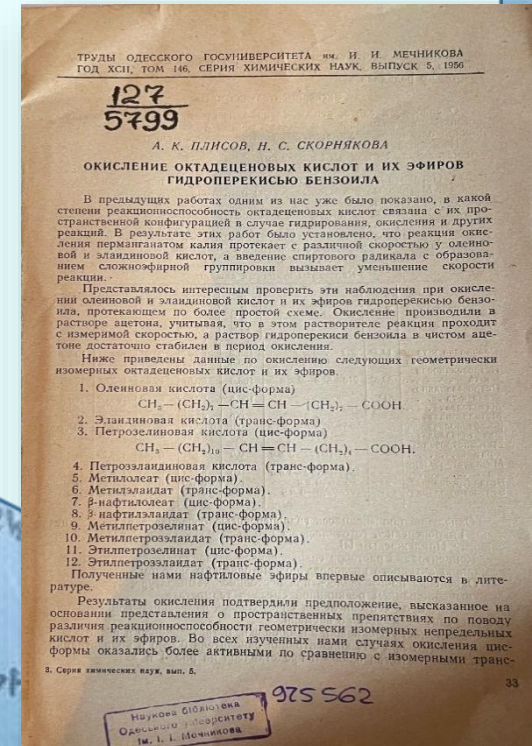 ТРУДЫ ОДЕССКОГО ГОСУНИВЕРСИТЕТА им. И. И. МЕЧНИКОВА
ГОД XCII, ТОМ 146, СЕРИЯ ХИМИЧЕСКИХ НАУК, ВЫПУСК 5, 1956
127
5799
А. К. ПЛИСОВ, Н. С. СКОРНЯКОВА
ОКИСЛЕНИЕ ОКТАДЕЦЕНОВЫХ КИСЛОТ И ИХ ЭФИРОВ
ГИДРОПЕРЕКИСЬЮ БЕНЗОИЛА
В предыдущих работах одним из нас уже было показано, в какой
степени реакционноспособность октадеценовых кислот связана с их про-
странственной конфигурацией в случае гидрирования, окисления и других
реакций. В результате этих работ было установлено, что реакция окис-
ления перманганатом калия протекает с различной скоростью у олеино-
вой и элаидиновой кислот, а введение спиртового радикала с образова-
нием сложноэфирной группировки вызывает уменьшение скорости
реакции.
Представлялось интересным проверить эти наблюдения при окисле-
нии олеиновой и элаидиновой кислот и их эфиров гидроперекисью бензо-
ила, протекающем по более простой схеме. Окисление производили в
растворе ацетона, учитывая, что в этом растворителе реакция проходит
с измеримой скоростью, а раствор гидроперекиси бензоила в чистом аце-
тоне достаточно стабилен в период окисления.
Ниже приведены данные по окислению следующих геометрически
изомерных октадеценовых кислот и их эфиров.
1. Олеиновая кислота (цис-форма)
CH₃—(CH₂)₇—CH=CH—(CH₂)₇—COOH.
2. Элаидиновая кислота (транс-форма)
3. Петрозелиновая кислота (цис-форма)
CH₃—(CH₂)₁₀—CH=CH—(CH₂)₄—COOH.
4. Петроэлаидиновая кислота (транс-форма).
5. Метилолеат (цис-форма).
6. Метилэлаидат (транс-форма).
7. β-нафтилолеат (цис-форма).
8. β-нафтилэлаидат (транс-форма).
9. Метилпетрозелинат (цис-форма).
10. Метилпетроэлаидат (транс-форма).
11. Этилпетрозелинат (цис-форма).
12. Этилпетроэлаидат (транс-форма).
Полученные нами нафтиловые эфиры впервые описываются в лите-
ратуре.
Результаты окисления подтвердили предположение, высказанное на
основании представления о пространственных препятствиях по поводу
различия реакционноспособности геометрически изомерных непредельных
кислот и их эфиров. Во всех изученных нами случаях окисления цис-
формы оказались более активными по сравнению с изомерными транс-
3. Серия химических наук, вып. 5.
33
975 562
Наукова бібліотека
Одеського університету
ім. І. І. Мечникова